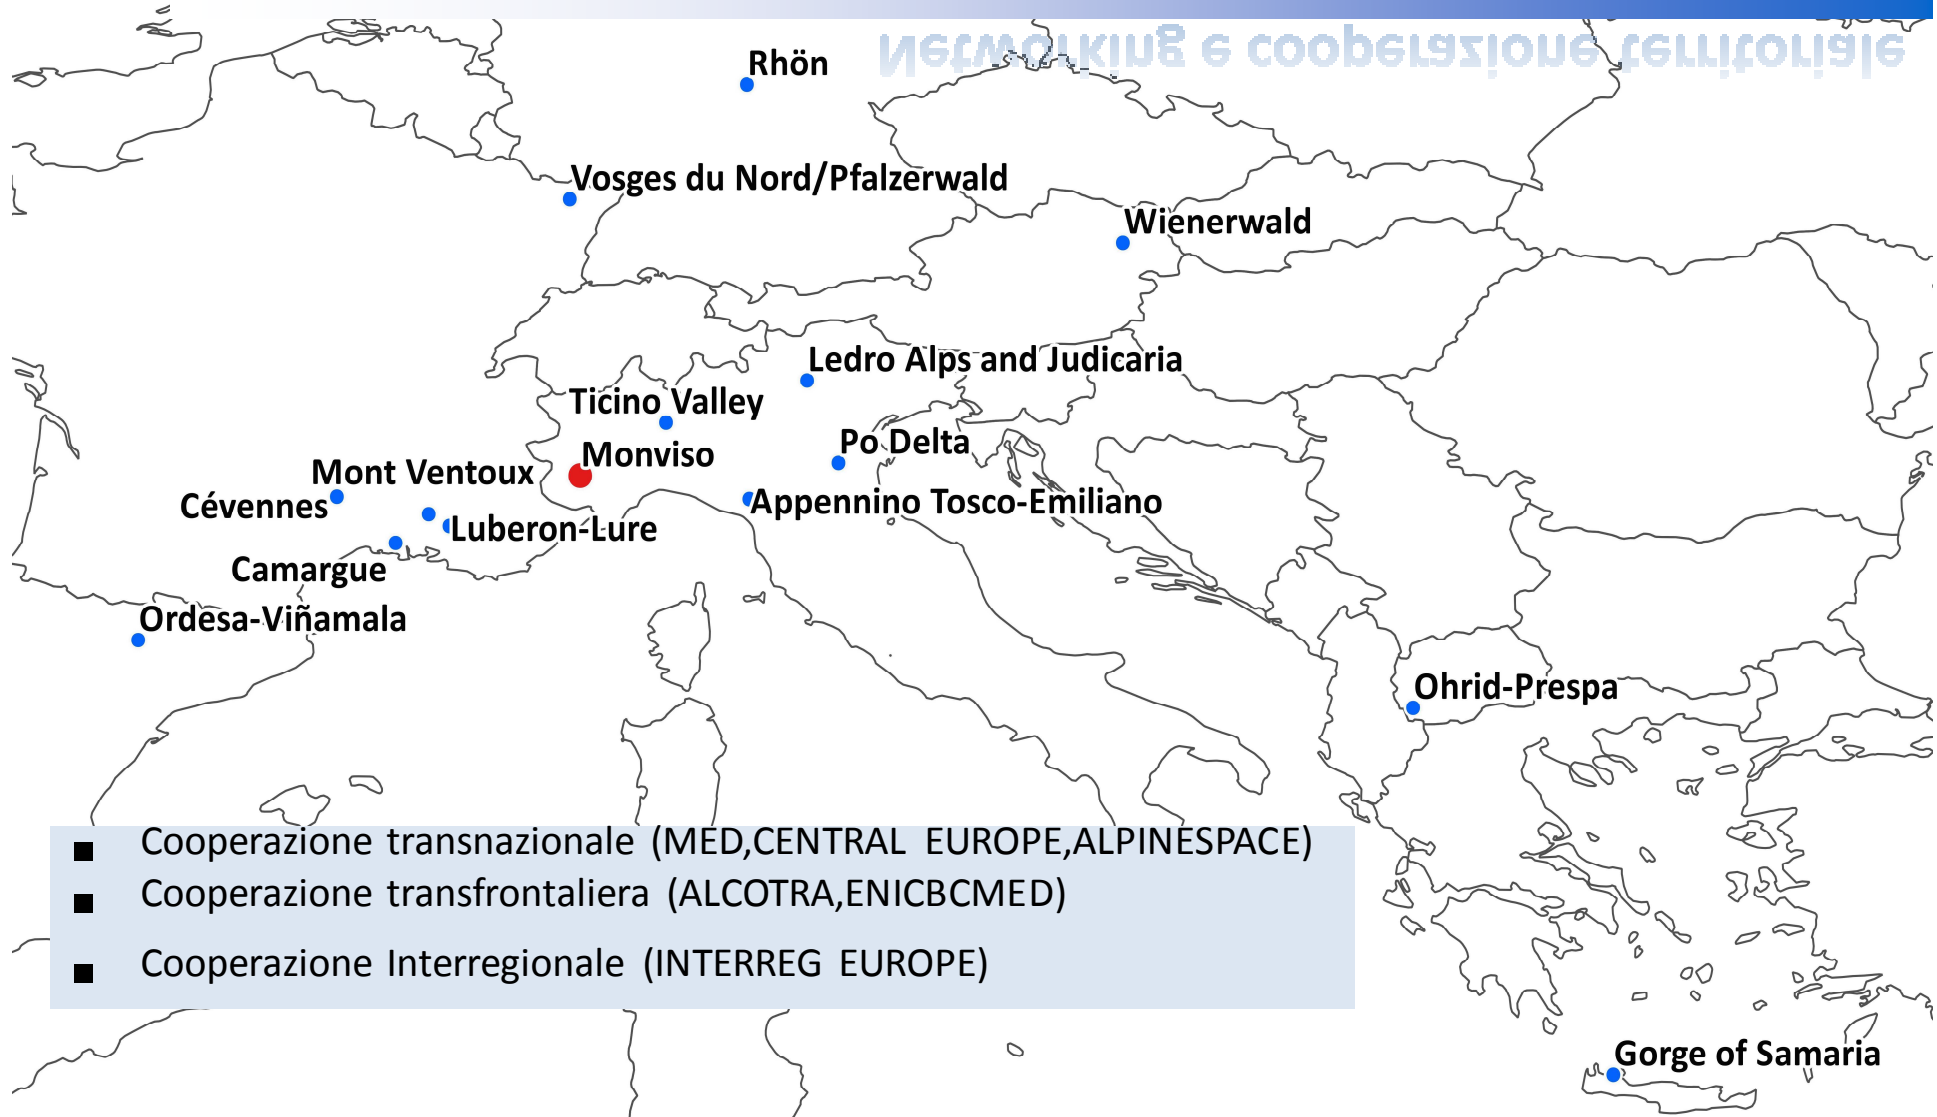 Networking e cooperazione territoriale
Rhön
Vosges du Nord/Pfalzerwald
Wienerwald
Ledro Alps and Judicaria
Ticino Valley
Po Delta
Monviso
Mont Ventoux
Cévennes
Appennino Tosco-Emiliano
Luberon-Lure
Camargue
Ordesa-Viñamala
Ohrid-Prespa
Cooperazione transnazionale (MED,CENTRAL EUROPE,ALPINESPACE)
Cooperazione transfrontaliera (ALCOTRA,ENICBCMED)
Cooperazione Interregionale (INTERREG EUROPE)
Gorge of Samaria